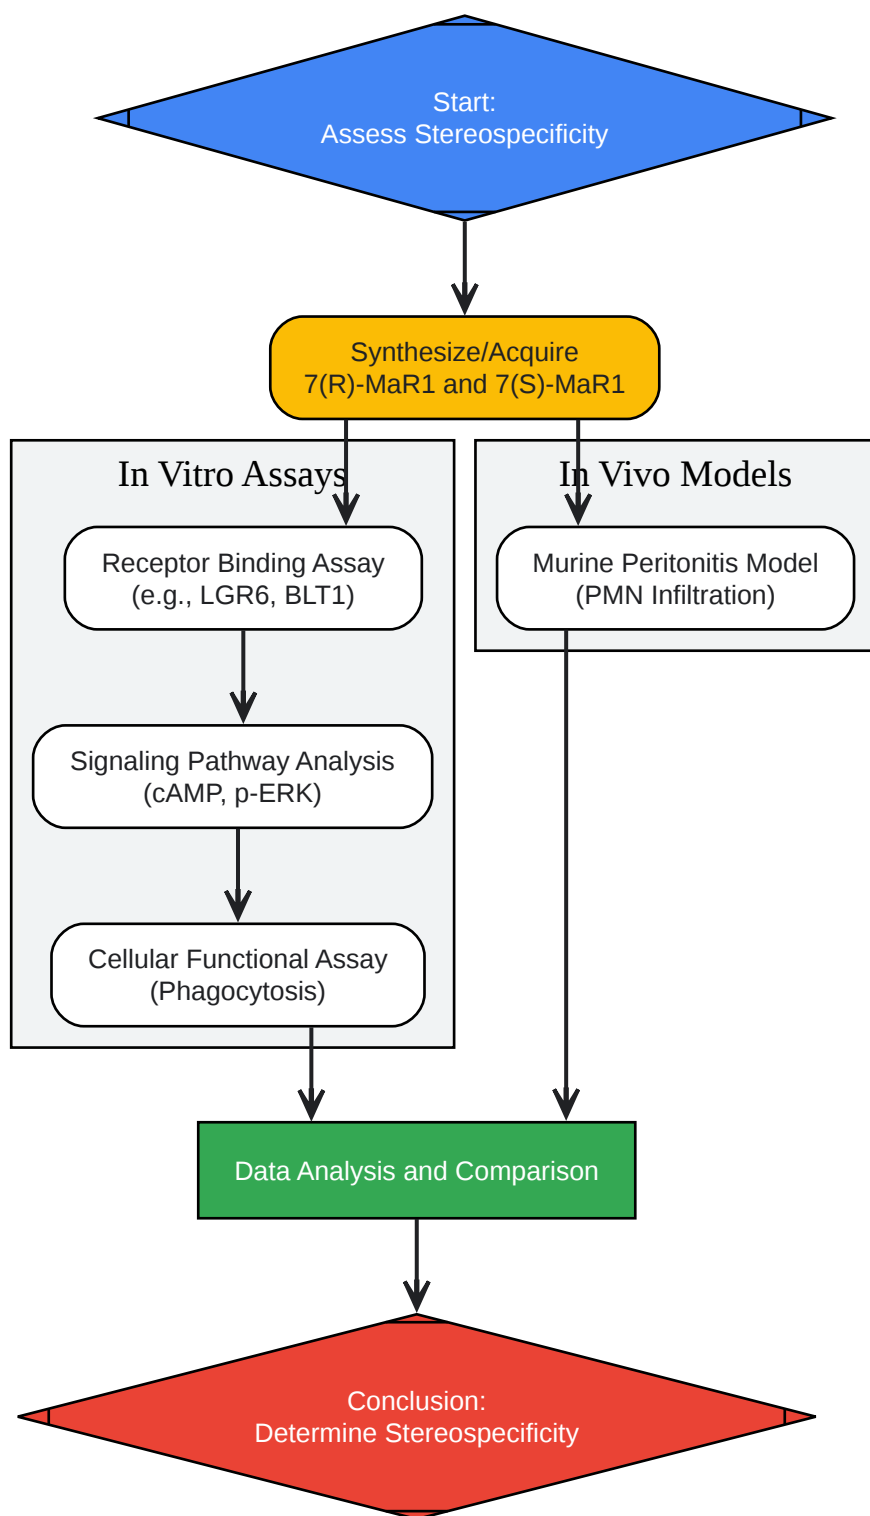 Start:
Assess Stereospecificity
Synthesize/Acquire
7(R)-MaR1 and 7(S)-MaR1
In Vitro Assays
Receptor Binding Assay
(e.g., LGR6, BLT1)
Signaling Pathway Analysis
(cAMP, p-ERK)
Cellular Functional Assay
(Phagocytosis)
In Vivo Models
Murine Peritonitis Model
(PMN Infiltration)
Data Analysis and Comparison
Conclusion:
Determine Stereospecificity